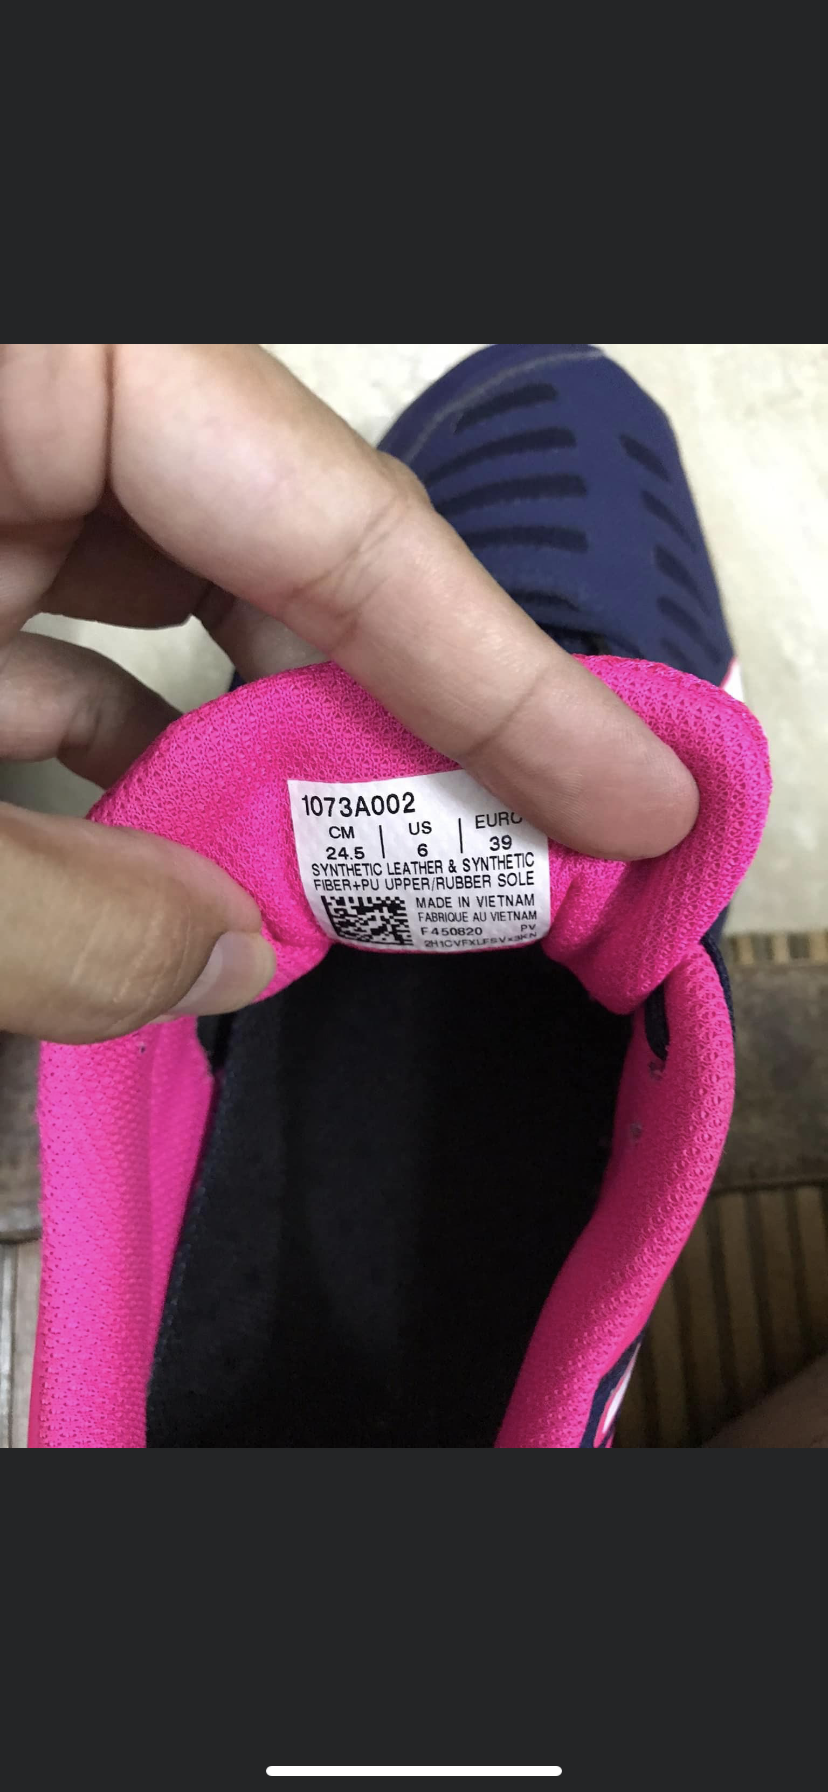 1073A002
CM | US | EURO
24.5 | 6 | 39
SYNTHETIC LEATHER & SYNTHETIC
FIBER+PU UPPER/RUBBER SOLE
MADE IN VIETNAM
FABRIQUE AU VIETNAM
F450820 PV